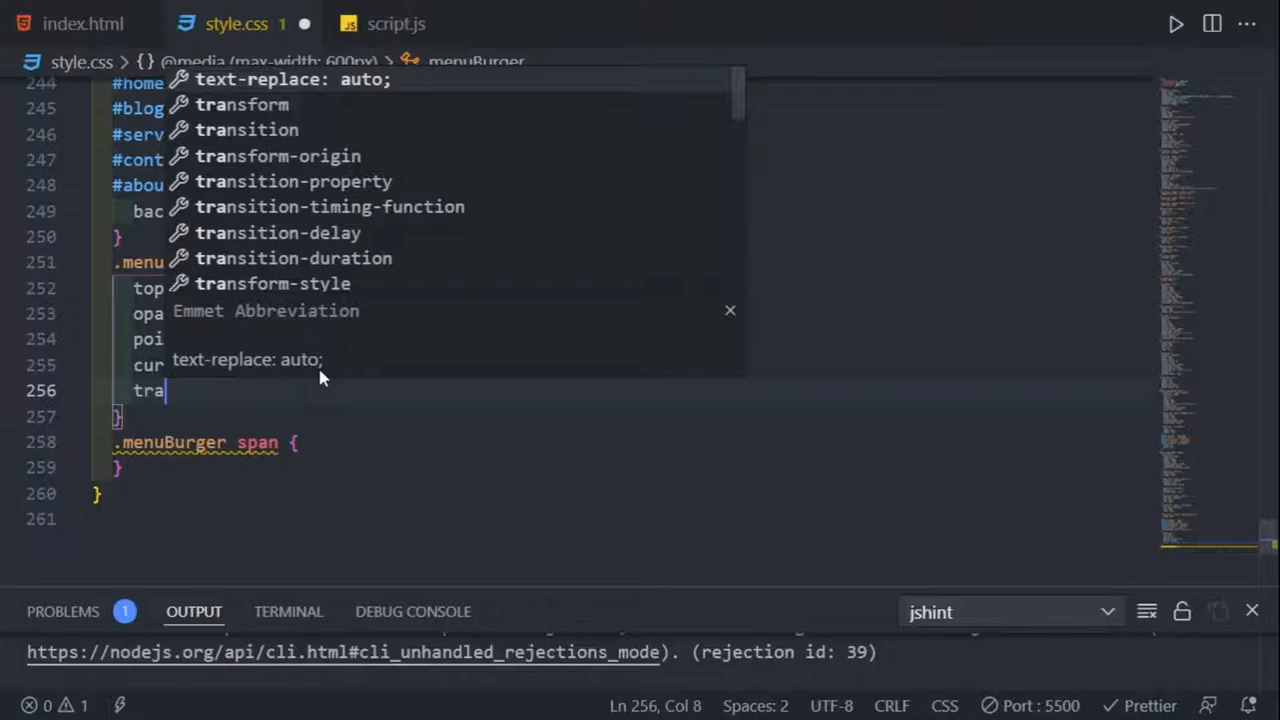 index.html
style.css 1
script.js
style.css > {} @media (max-width: 600px) > menuBurger
244 #home
text-replace: auto;
transform
245 #blog
transition
246 #serv
transform-origin
247 #cont
transition-property
248 #abou
transition-timing-function
249 bac
transition-delay
250 }
transition-duration
251 .menu
transform-style
252 top
Emmet Abbreviation
253 opa
254 poi
text-replace: auto;
255 cur
256 tra
257 }
258 .menuBurger span {
259 }
260 }
261
PROBLEMS 1 OUTPUT TERMINAL DEBUG CONSOLE jshint
https://nodejs.org/api/cli.html#cli_unhandled_rejections_mode). (rejection id: 39)
0 1 Ln 256, Col 8 Spaces: 2 UTF-8 CRLF CSS Port : 5500 Prettier